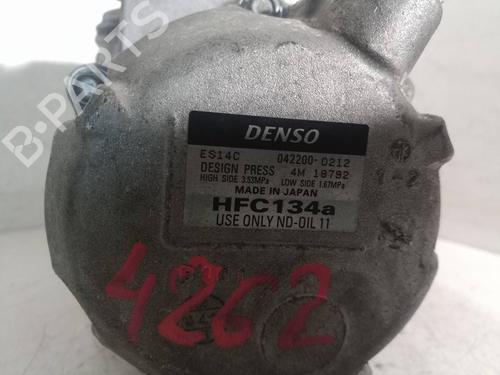 B-PARTS
DENSO
ES14C 042200-0212
DESIGN PRESS 4M 18792
HIGH SIDE 3.53MPa LOW SIDE 1.67MPa
MADE IN JAPAN
HFC134a
USE ONLY ND-OIL 11
4262